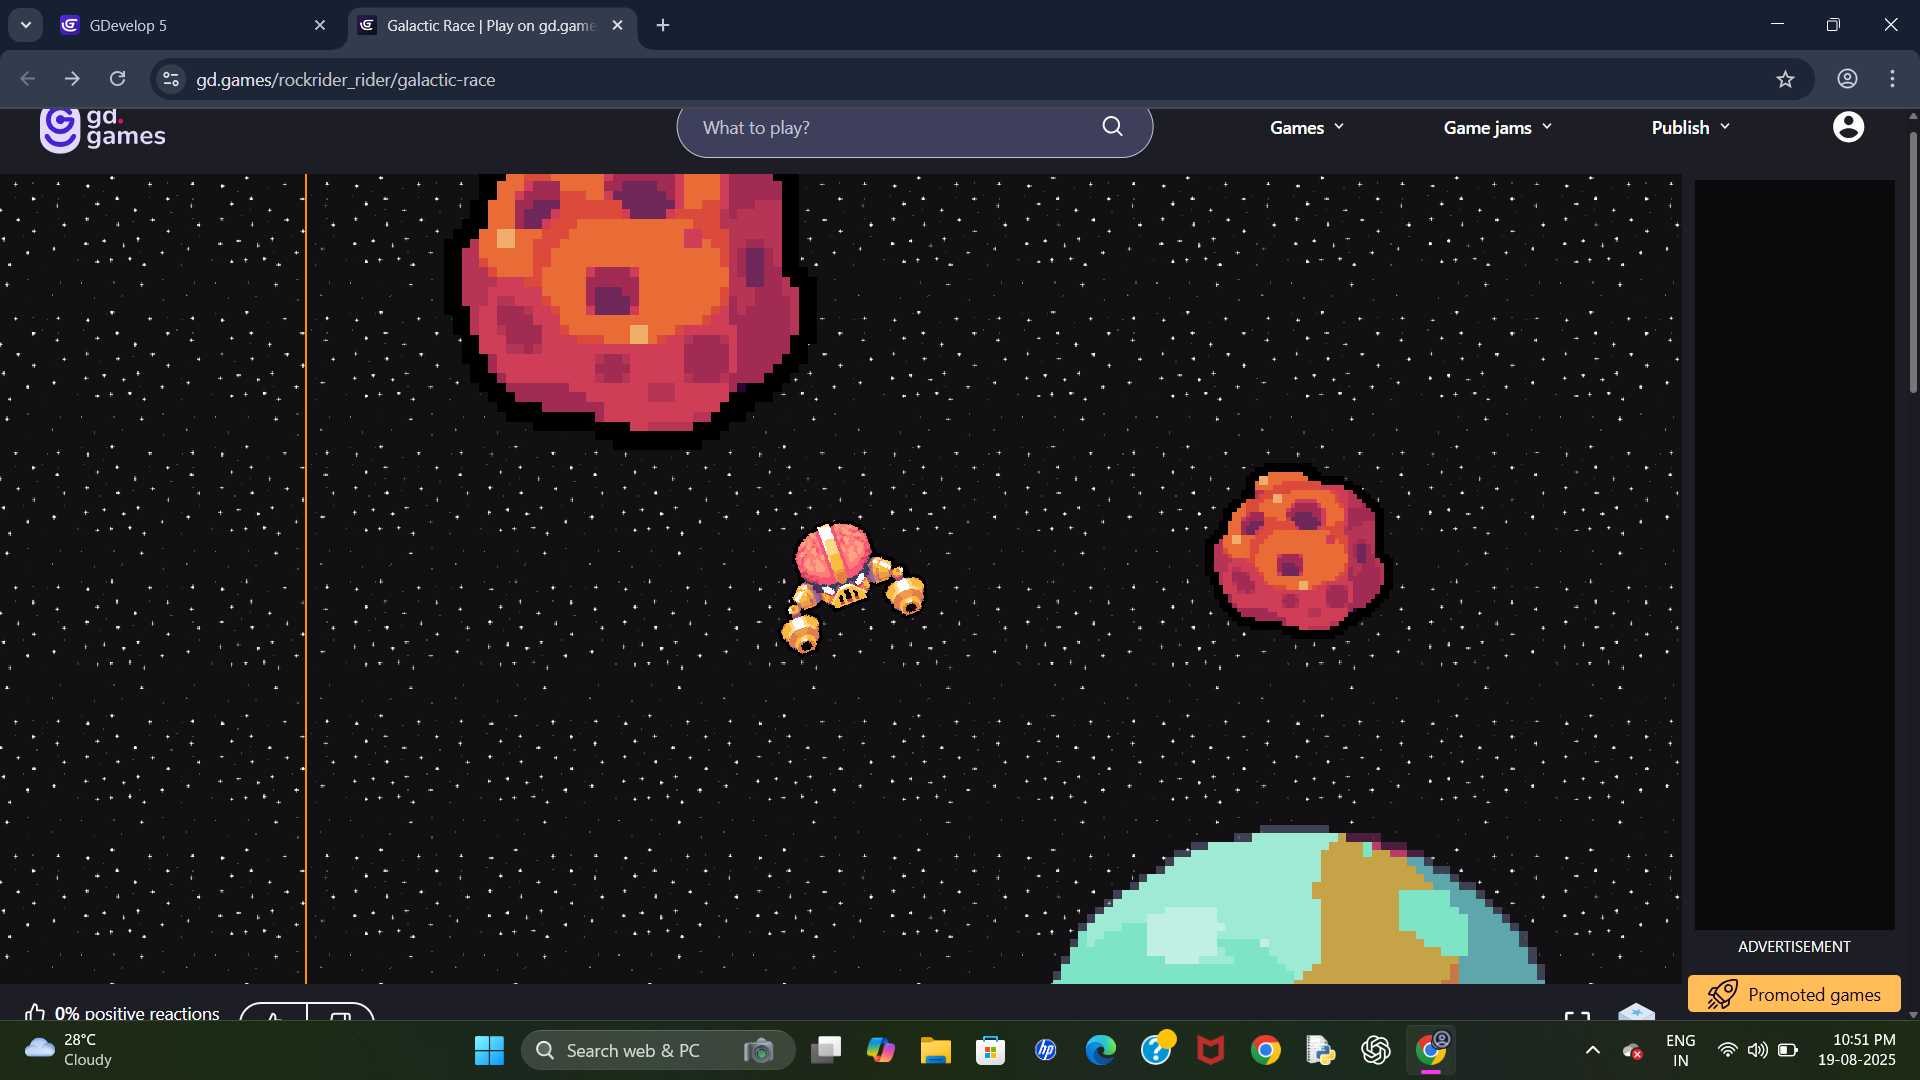 GDevelop 5
Galactic Race | Play on gd.game
gd.games/rockrider_rider/galactic-race
gd.
games
What to play?
Games
Game jams
Publish
ADVERTISEMENT
0% positive reactions
Promoted games
28°C
Cloudy
Search web & PC
hp
ENG
IN
10:51 PM
19-08-2025